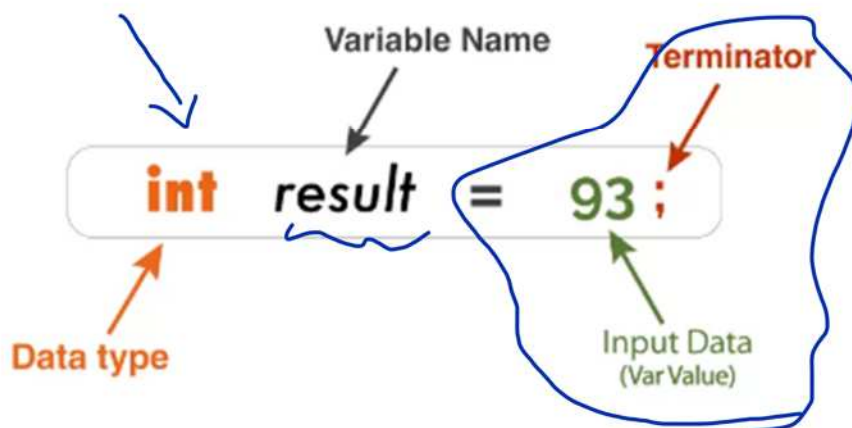 Variable Name
Terminator
int result = 93 ;
Data type
Input Data
(Var Value)